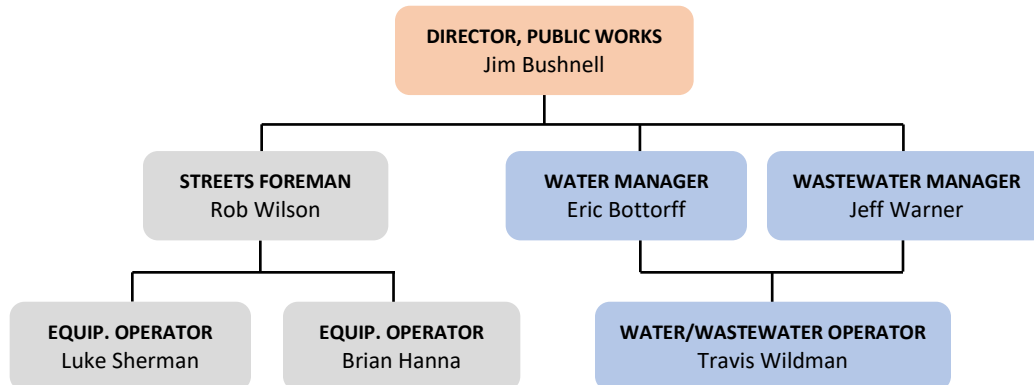 DIRECTOR, PUBLIC WORKS
Jim Bushnell
STREETS FOREMAN
Rob Wilson
WATER MANAGER
Eric Bottorff
WASTEWATER MANAGER
Jeff Warner
EQUIP. OPERATOR
Luke Sherman
EQUIP. OPERATOR
Brian Hanna
WATER/WASTEWATER OPERATOR
Travis Wildman